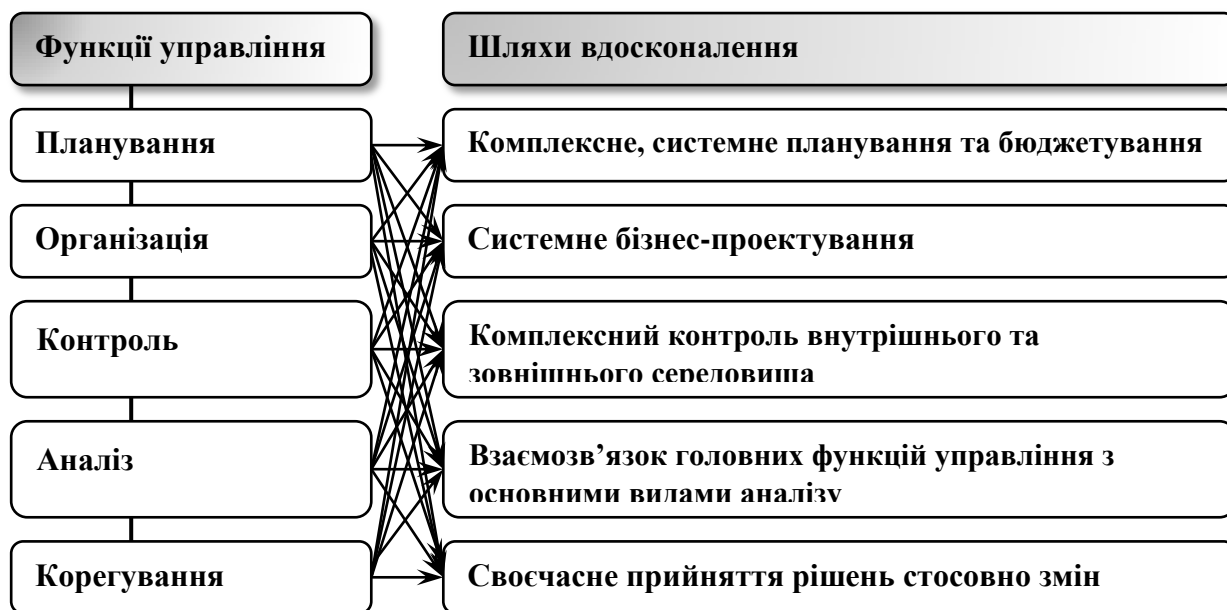 Функції управління
Шляхи вдосконалення
Планування
Комплексне, системне планування та бюджетування
Організація
Системне бізнес-проектування
Контроль
Комплексний контроль внутрішнього та
зовнішнього середовища
Аналіз
Взаємозв’язок головних функцій управління з
основними видами аналізу
Корегування
Своєчасне прийняття рішень стосовно змін